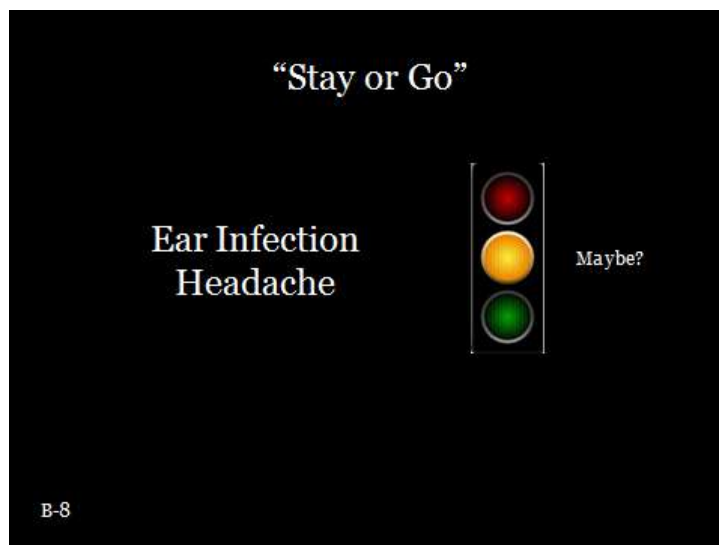 “Stay or Go”
Ear Infection
Headache
Maybe?
B-8